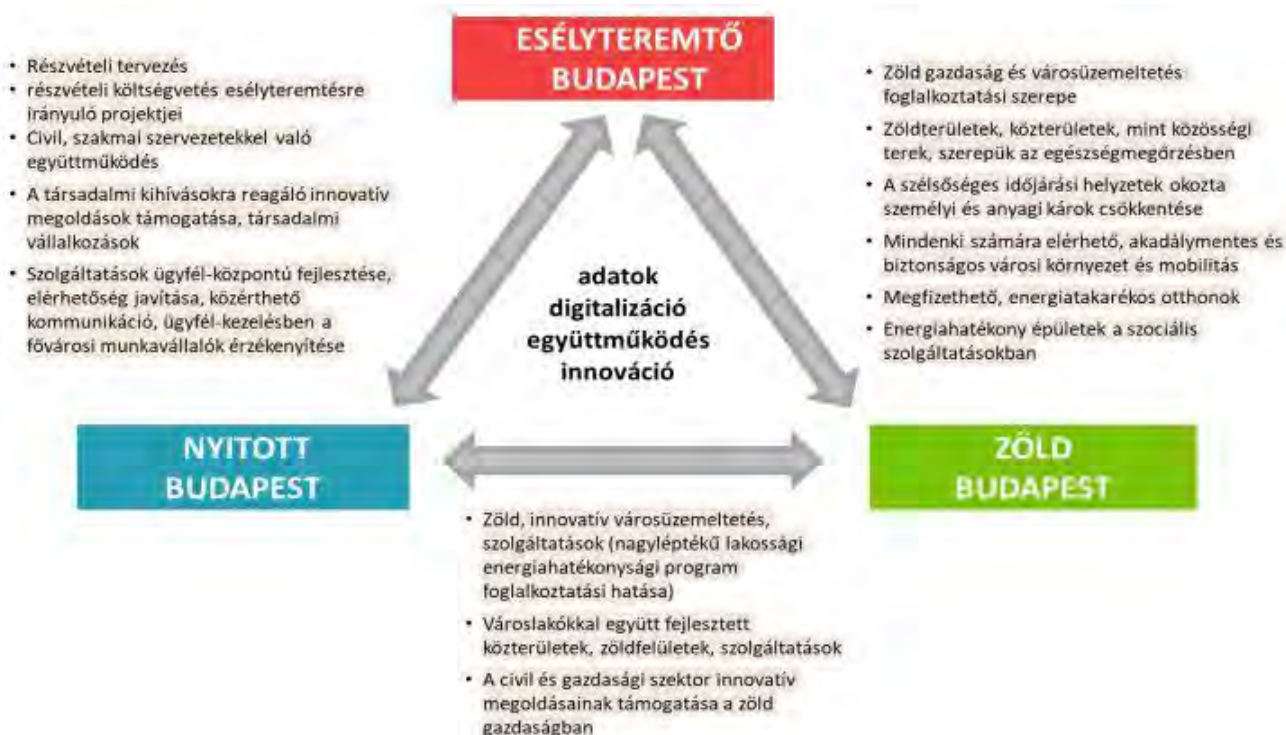 ESÉLYTEREMTŐ
BUDAPEST
• Részvételi tervezés
• részvételi költségvetés esélyteremtésre
irányuló projektjei
• Civil, szakmai szervezetekkel való
együttműködés
• A társadalmi kihívásokra reagáló innovatív
megoldások támogatása, társadalmi
vállalkozások
• Szolgáltatások ügyfél-központú fejlesztése,
elérhetőség javítása, közérthető
kommunikáció, ügyfél-kezelésben a
fővárosi munkavállalók érzékenyítése
• Zöld gazdaság és városüzemeltetés
foglalkoztatási szerepe
• Zöldterületek, közterületek, mint közösségi
terek, szerepük az egészségmegőrzésben
• A szélsőséges időjárási helyzetek okozta
személyi és anyagi károk csökkentése
• Mindenki számára elérhető, akadálymentes és
biztonságos városi környezet és mobilitás
• Megfizethető, energiatakarékos otthonok
• Energiahatékony épületek a szociális
szolgáltatásokban
adatok
digitalizáció
együttműködés
innováció
NYITOTT
BUDAPEST
ZÖLD
BUDAPEST
• Zöld, innovatív városüzemeltetés,
szolgáltatások (nagyléptékű lakossági
energiahatékonysági program
foglalkoztatási hatása)
• Városlakókkal együtt fejlesztett
közterületek, zöldfelületek, szolgáltatások
• A civil és gazdasági szektor innovatív
megoldásainak támogatása a zöld
gazdaságban